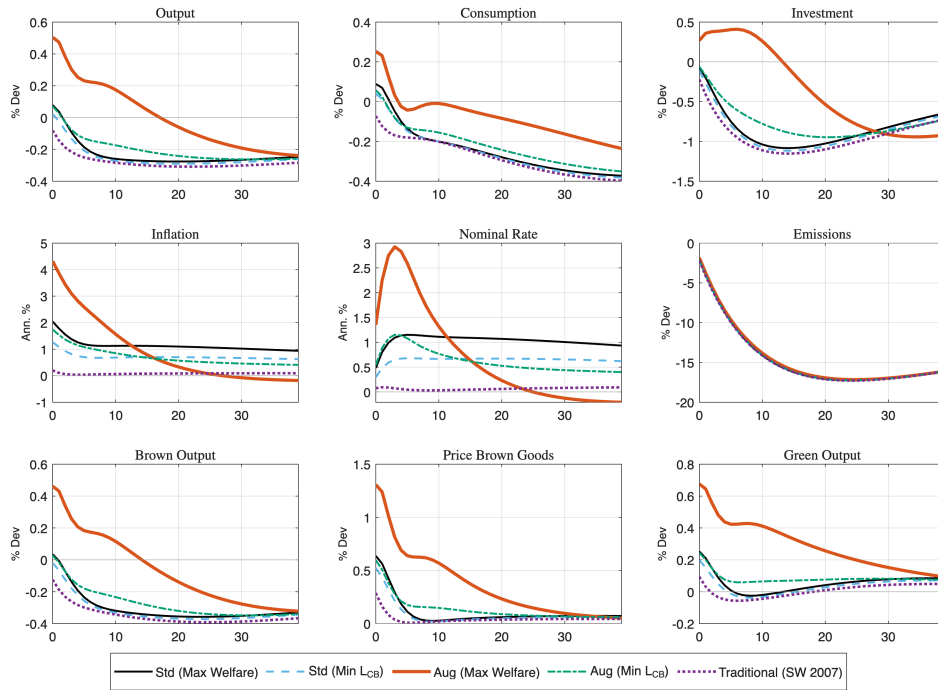 Output
Consumption
Investment
% Dev
0.6
0.4
0.2
0
-0.2
-0.4
0 10 20 30
% Dev
0.4
0.2
0
-0.2
-0.4
0 10 20 30
% Dev
0.5
0
-0.5
-1.0
-1.5
0 10 20 30
Inflation
Nominal Rate
Emissions
Ann. %
5
4
3
2
1
0
-1
0 10 20 30
Ann. %
3
2.5
2
1.5
1
0.5
0
0 10 20 30
% Dev
0
-5
-10
-15
-20
0 10 20 30
Brown Output
Price Brown Goods
Green Output
% Dev
0.6
0.4
0.2
0
-0.2
-0.4
0 10 20 30
% Dev
1.5
1
0.5
0
0 10 20 30
% Dev
0.8
0.6
0.4
0.2
0
-0.2
0 10 20 30
Std (Max Welfare) Std (Min L_CB) Aug (Max Welfare) Aug (Min L_CB) Traditional (SW 2007)